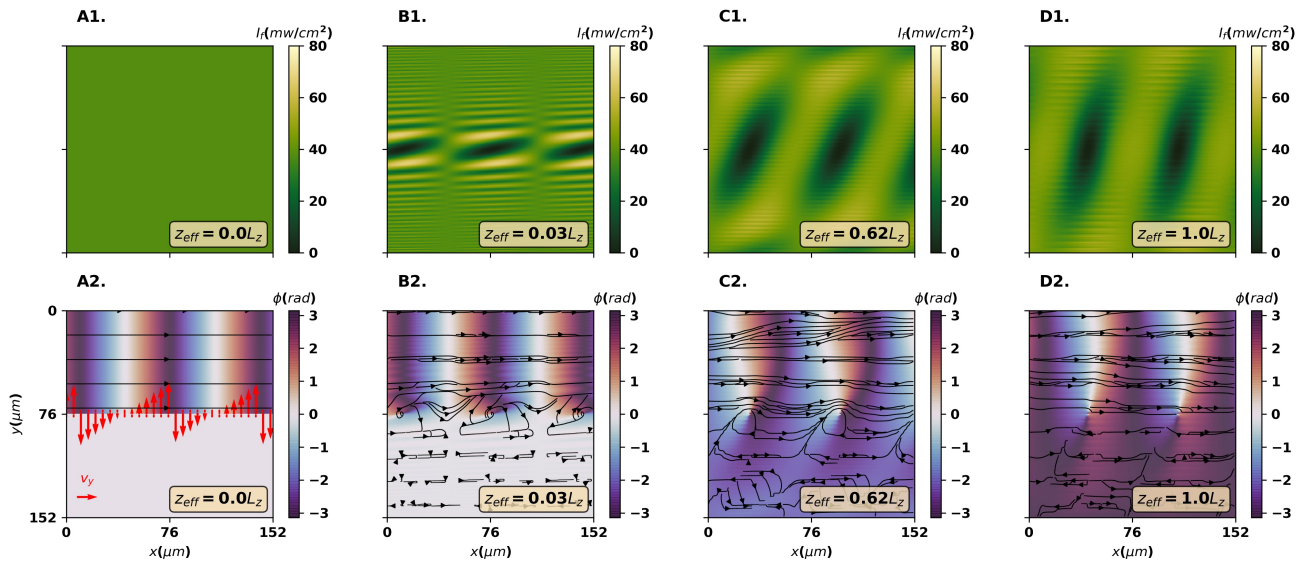 A1.
B1.
C1.
D1.
I_f(mw/cm²)
I_f(mw/cm²)
I_f(mw/cm²)
I_f(mw/cm²)
80
60
40
20
0
80
60
40
20
0
80
60
40
20
0
80
60
40
20
0
z_eff = 0.0L_z
z_eff = 0.03L_z
z_eff = 0.62L_z
z_eff = 1.0L_z
A2.
B2.
C2.
D2.
ϕ(rad)
ϕ(rad)
ϕ(rad)
ϕ(rad)
0
76
152
y(μm)
3
2
1
0
−1
−2
−3
3
2
1
0
−1
−2
−3
3
2
1
0
−1
−2
−3
3
2
1
0
−1
−2
−3
v_y
z_eff = 0.0L_z
z_eff = 0.03L_z
z_eff = 0.62L_z
z_eff = 1.0L_z
0 76 152
0 76 152
0 76 152
0 76 152
x(μm)
x(μm)
x(μm)
x(μm)